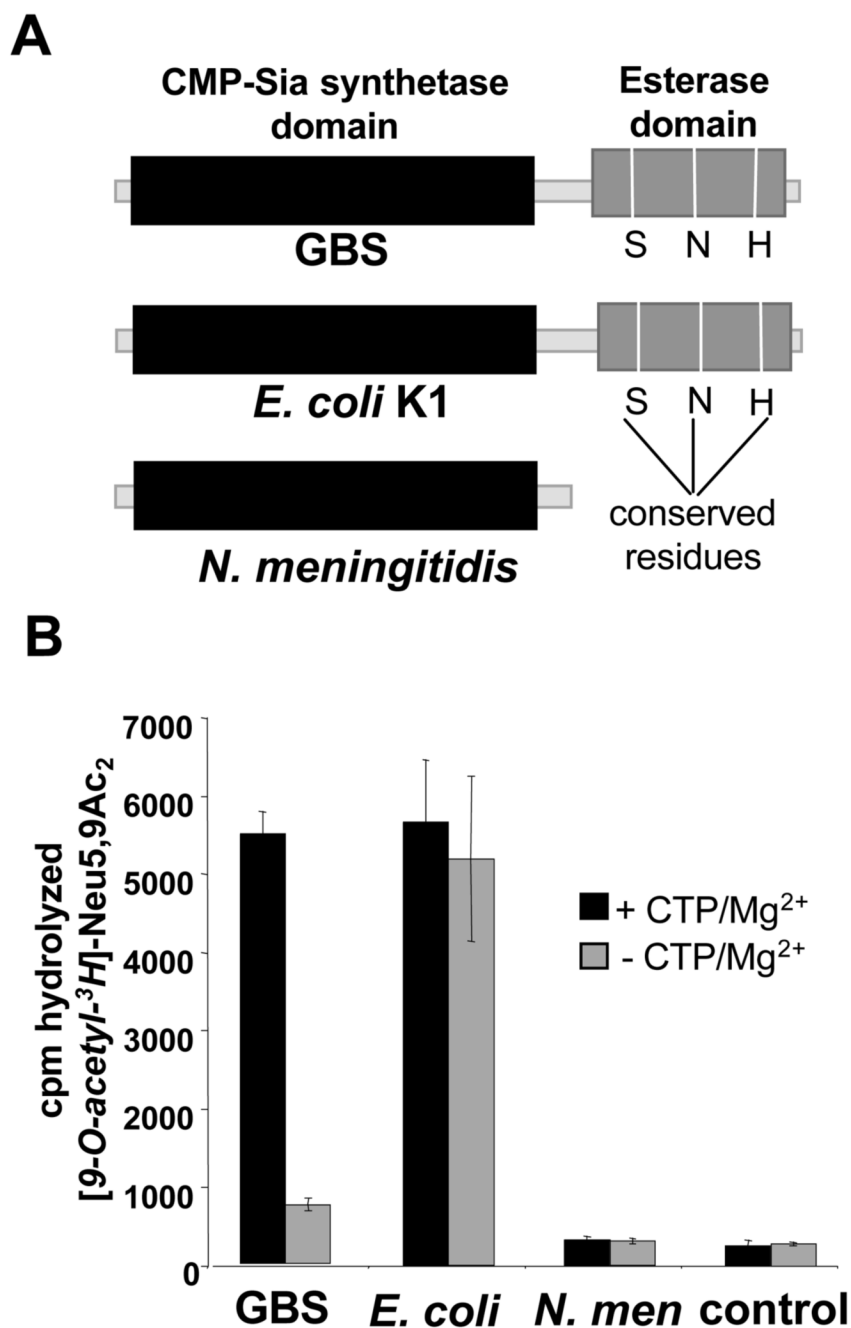 A
CMP-Sia synthetase
domain
Esterase
domain
GBS
S N H
E. coli K1
S N H
conserved
residues
N. meningitidis
B
cpm hydrolyzed
[9-O-acetyl-³H]-Neu5,9Ac₂
7000
6000
5000
4000
3000
2000
1000
0
+ CTP/Mg²⁺
- CTP/Mg²⁺
GBS E. coli N. men control